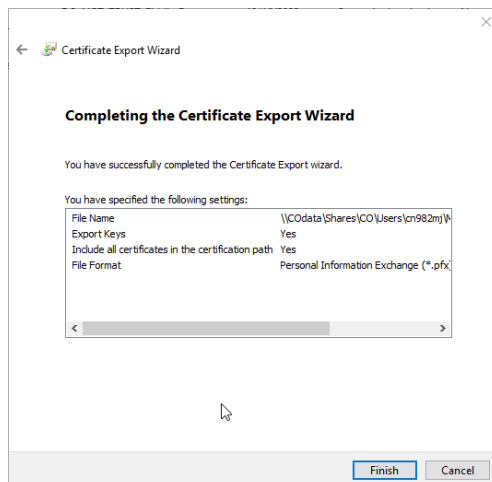 Certificate Export Wizard
Completing the Certificate Export Wizard
You have successfully completed the Certificate Export wizard.
You have specified the following settings:
File Name \\COdata\Shares\CO\Users\cn982mj\
Export Keys Yes
Include all certificates in the certification path Yes
File Format Personal Information Exchange (*.pfx
Finish Cancel